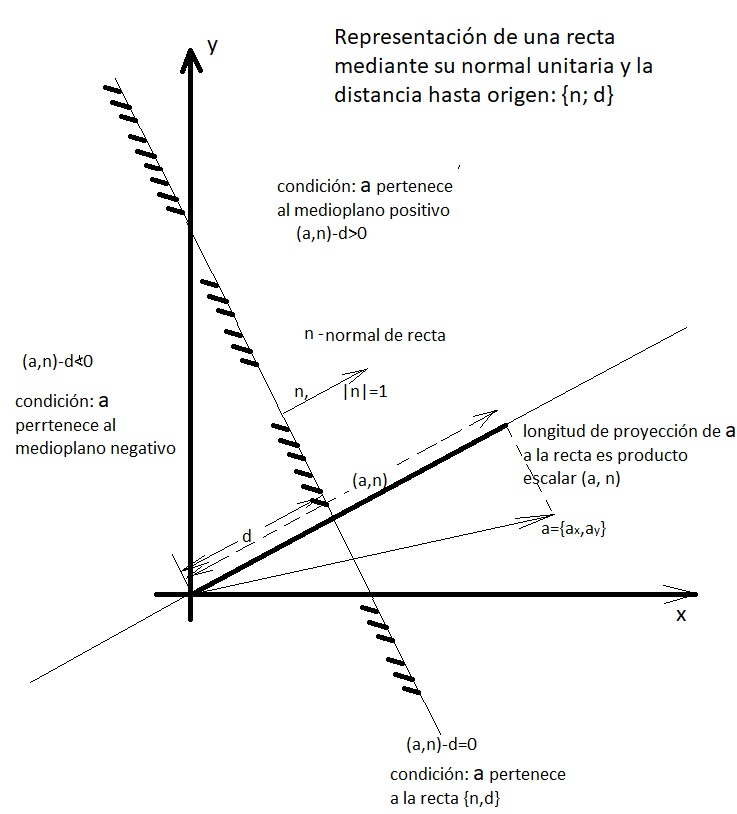 y
Representación de una recta
mediante su normal unitaria y la
distancia hasta origen: {n; d}
condición: a pertenece
al medioplano positivo
(a,n)-d>0
n -normal de recta
(a,n)-d<0
condición: a
perrtenece al
medioplano negativo
n,
|n|=1
longitud de proyección de a
a la recta es producto
escalar (a, n)
(a,n)
a={ax,ay}
d
x
(a,n)-d=0
condición: a pertenece
a la recta {n,d}